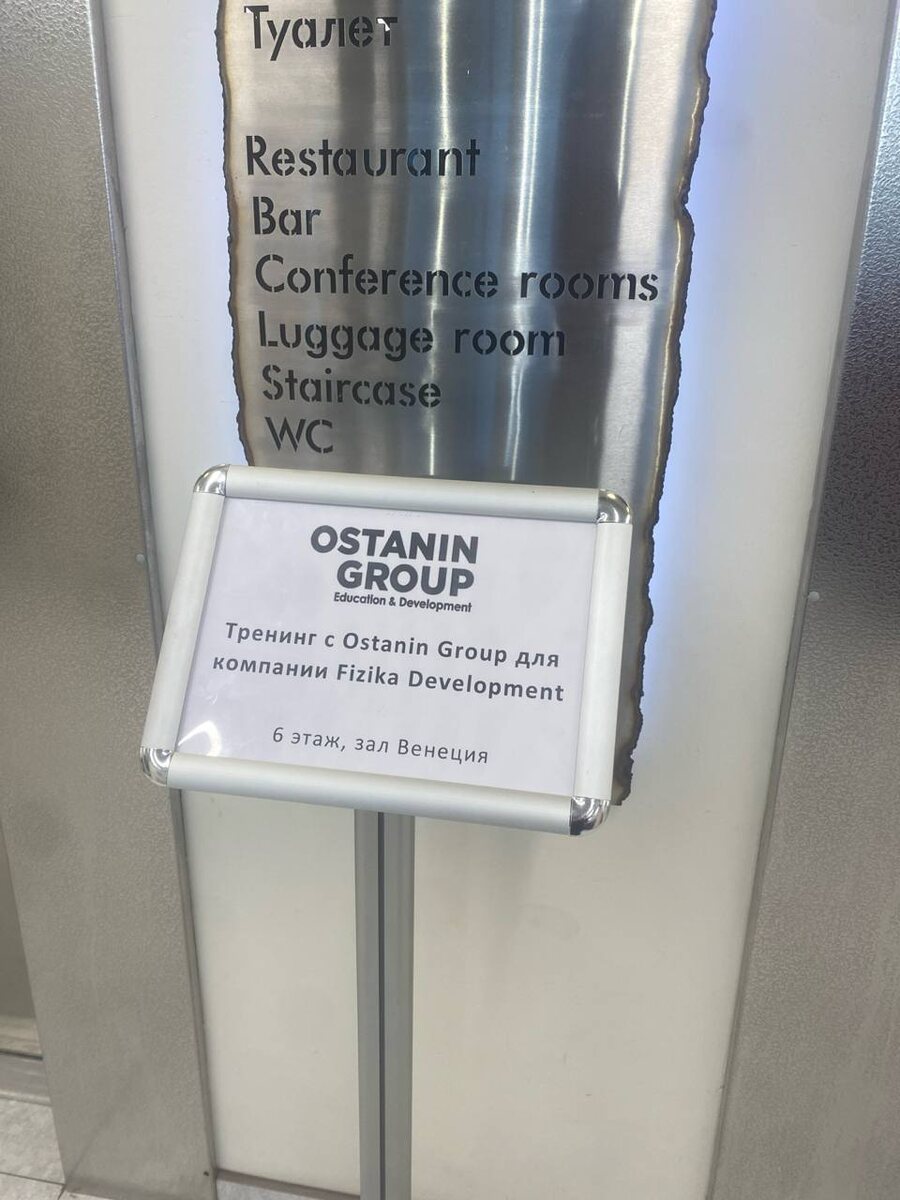 Туалет
Restaurant
Bar
Conference rooms
Luggage room
Staircase
WC
OSTANIN
GROUP
Education & Development
Тренинг с Ostanin Group для
компании Fizika Development
6 этаж, зал Венеция